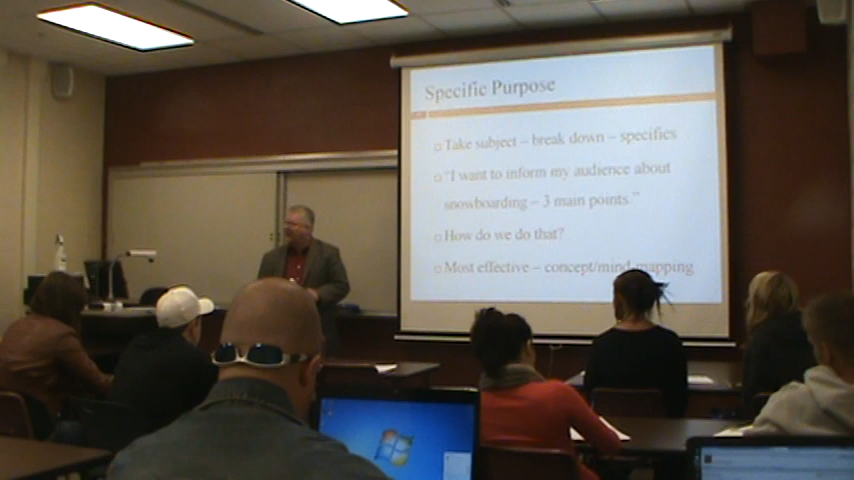 Specific Purpose
Take subject – break down – specifics
"I want to inform my audience about
snowboarding – 3 main points."
How do we do that?
Most effective – concept/mind-mapping